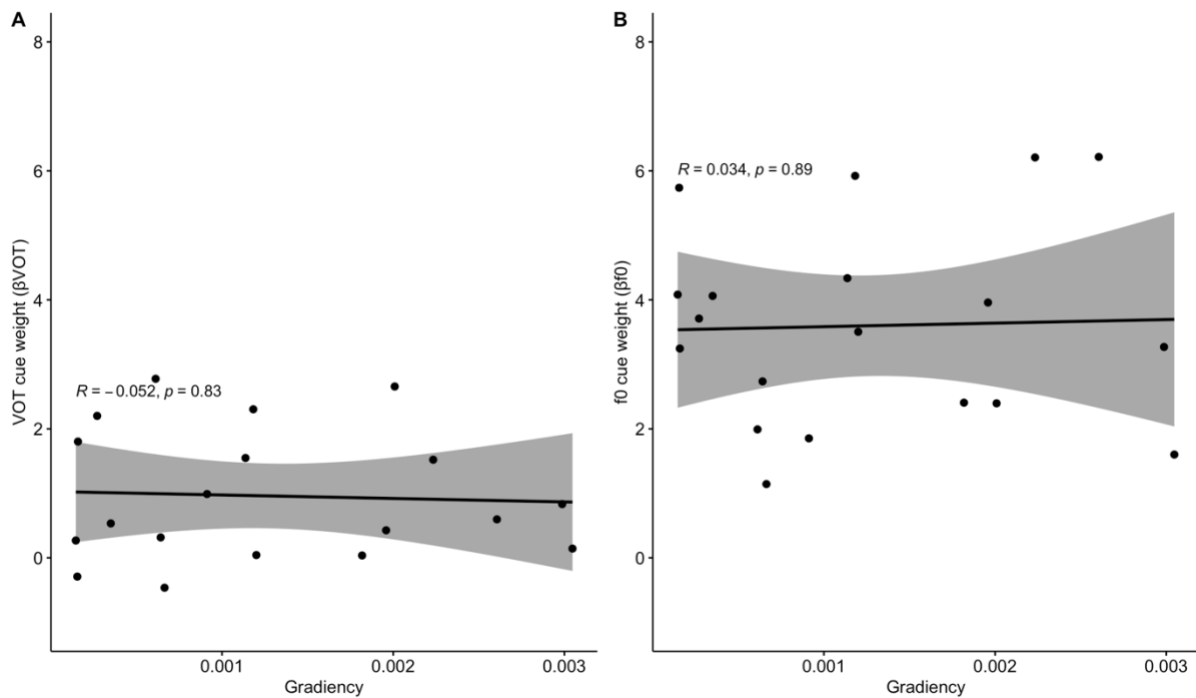 A
8
6
4
2
0
VOT cue weight (βVOT)
R = −0.052, p = 0.83
0.001 0.002 0.003
Gradiency
B
8
6
4
2
0
f0 cue weight (βf0)
R = 0.034, p = 0.89
0.001 0.002 0.003
Gradiency